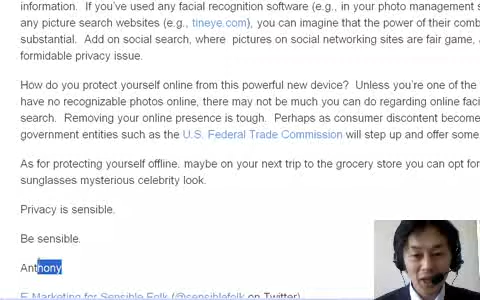 information. If you've used any facial recognition software (e.g., in your photo management s
any picture search websites (e.g., tineye.com), you can imagine that the power of their comb
substantial. Add on social search, where pictures on social networking sites are fair game,
formidable privacy issue.
How do you protect yourself online from this powerful new device? Unless you're one of the
have no recognizable photos online, there may not be much you can do regarding online faci
search. Removing your online presence is tough. Perhaps as consumer discontent become
government entities such as the U.S. Federal Trade Commission will step up and offer some
As for protecting yourself offline, maybe on your next trip to the grocery store you can opt for
sunglasses mysterious celebrity look.
Privacy is sensible.
Be sensible.
Anthony
E-Marketing for Sensible Folk (@sensiblefolk on Twitter)